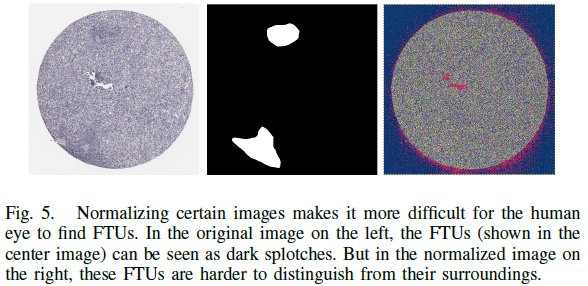 Fig. 5. Normalizing certain images makes it more difficult for the human
eye to find FTUs. In the original image on the left, the FTUs (shown in the
center image) can be seen as dark splotches. But in the normalized image on
the right, these FTUs are harder to distinguish from their surroundings.